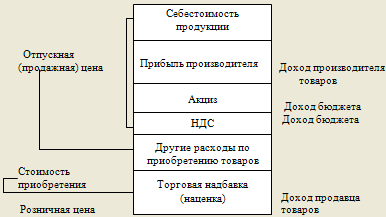 Себестоимость
продукции
Отпускная
(продажная) цена
Прибыль производителя
Доход производителя
товаров
Акциз
Доход бюджета
НДС
Доход бюджета
Другие расходы по
приобретению товаров
Стоимость
приобретения
Торговая надбавка
(наценка)
Доход продавца
товаров
Розничная цена